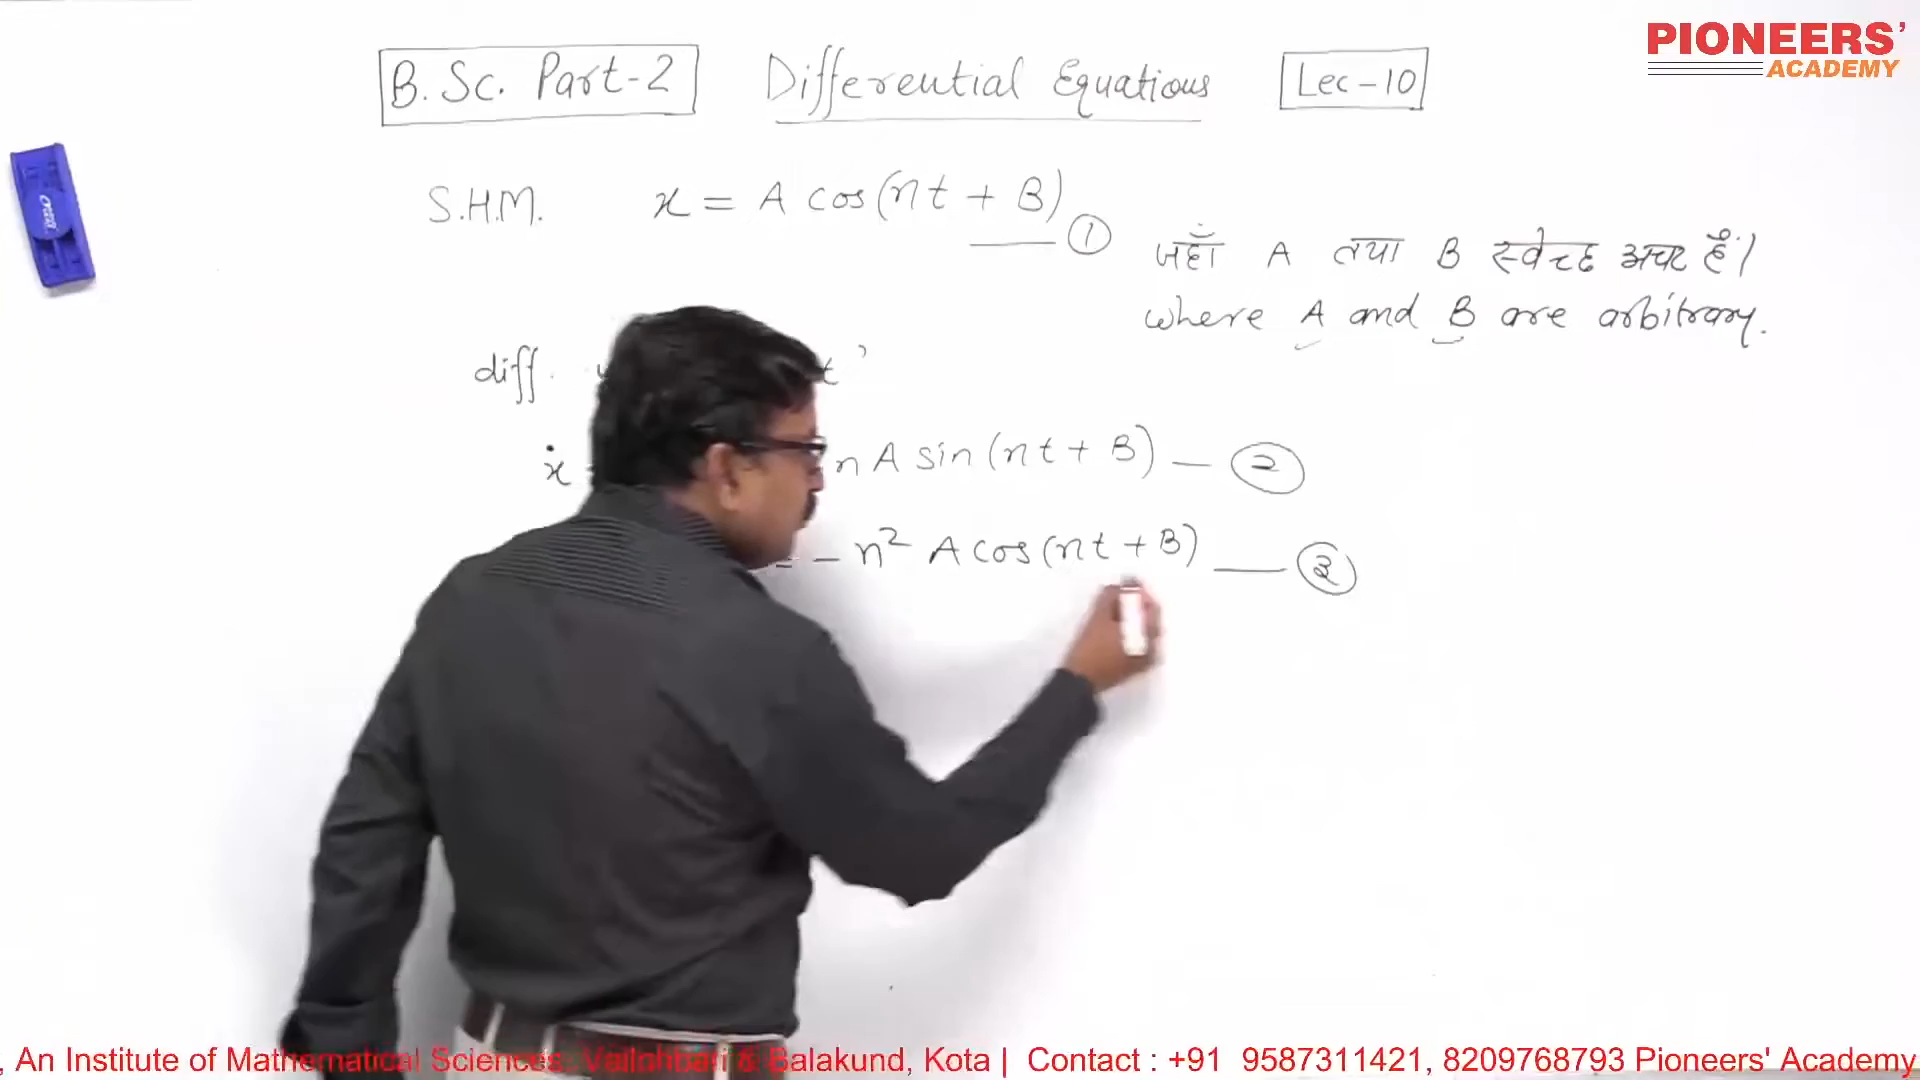 PIONEERS'
ACADEMY
B. Sc. Part-2 Differential Equations Lec-10
S.H.M. x = A cos(nt + B) — ①
जहाँ A तथा B स्वेच्छ अचर हैं।
where A and B are arbitrary.
diff. t'
ẋ = n A sin(nt + B) — ②
= - n² A cos(nt + B) — ③
, An Institute of Mathematical Sciences. & Balakund, Kota | Contact : +91 9587311421, 8209768793 Pioneers' Academy